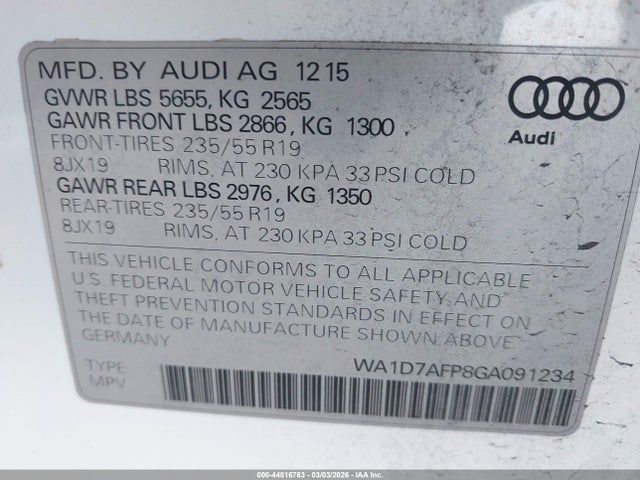 MFD. BY AUDI AG 12 15
GVWR LBS 5655, KG 2565
GAWR FRONT LBS 2866, KG 1300
FRONT-TIRES 235/55 R19
8JX19 RIMS, AT 230 KPA 33 PSI COLD
GAWR REAR LBS 2976, KG 1350
REAR-TIRES 235/55 R19
8JX19 RIMS, AT 230 KPA 33 PSI COLD
Audi
THIS VEHICLE CONFORMS TO ALL APPLICABLE
U.S. FEDERAL MOTOR VEHICLE SAFETY AND
THEFT PREVENTION STANDARDS IN EFFECT ON
THE DATE OF MANUFACTURE SHOWN ABOVE
GERMANY
TYPE
MPV
WA1D7AFP8GA091234
000-44516763 - 03/03/2026 - IAAI.COM